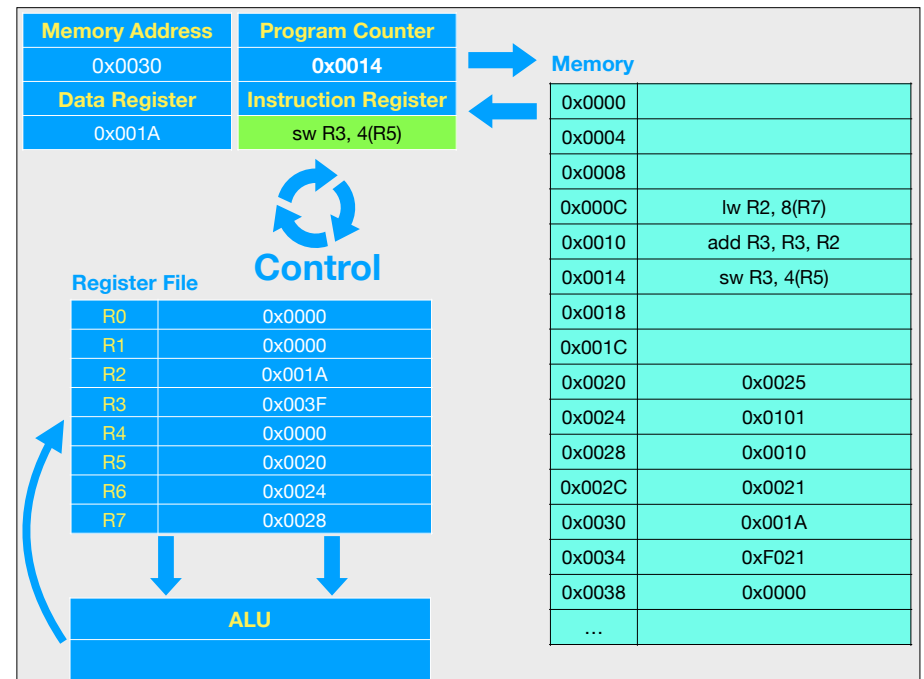 Memory Address Program Counter
0x0030 0x0014
Data Register Instruction Register
0x001A sw R3, 4(R5)
Control
Register File
R0 0x0000
R1 0x0000
R2 0x001A
R3 0x003F
R4 0x0000
R5 0x0020
R6 0x0024
R7 0x0028
ALU
Memory
0x0000
0x0004
0x0008
0x000C lw R2, 8(R7)
0x0010 add R3, R3, R2
0x0014 sw R3, 4(R5)
0x0018
0x001C
0x0020 0x0025
0x0024 0x0101
0x0028 0x0010
0x002C 0x0021
0x0030 0x001A
0x0034 0xF021
0x0038 0x0000
…